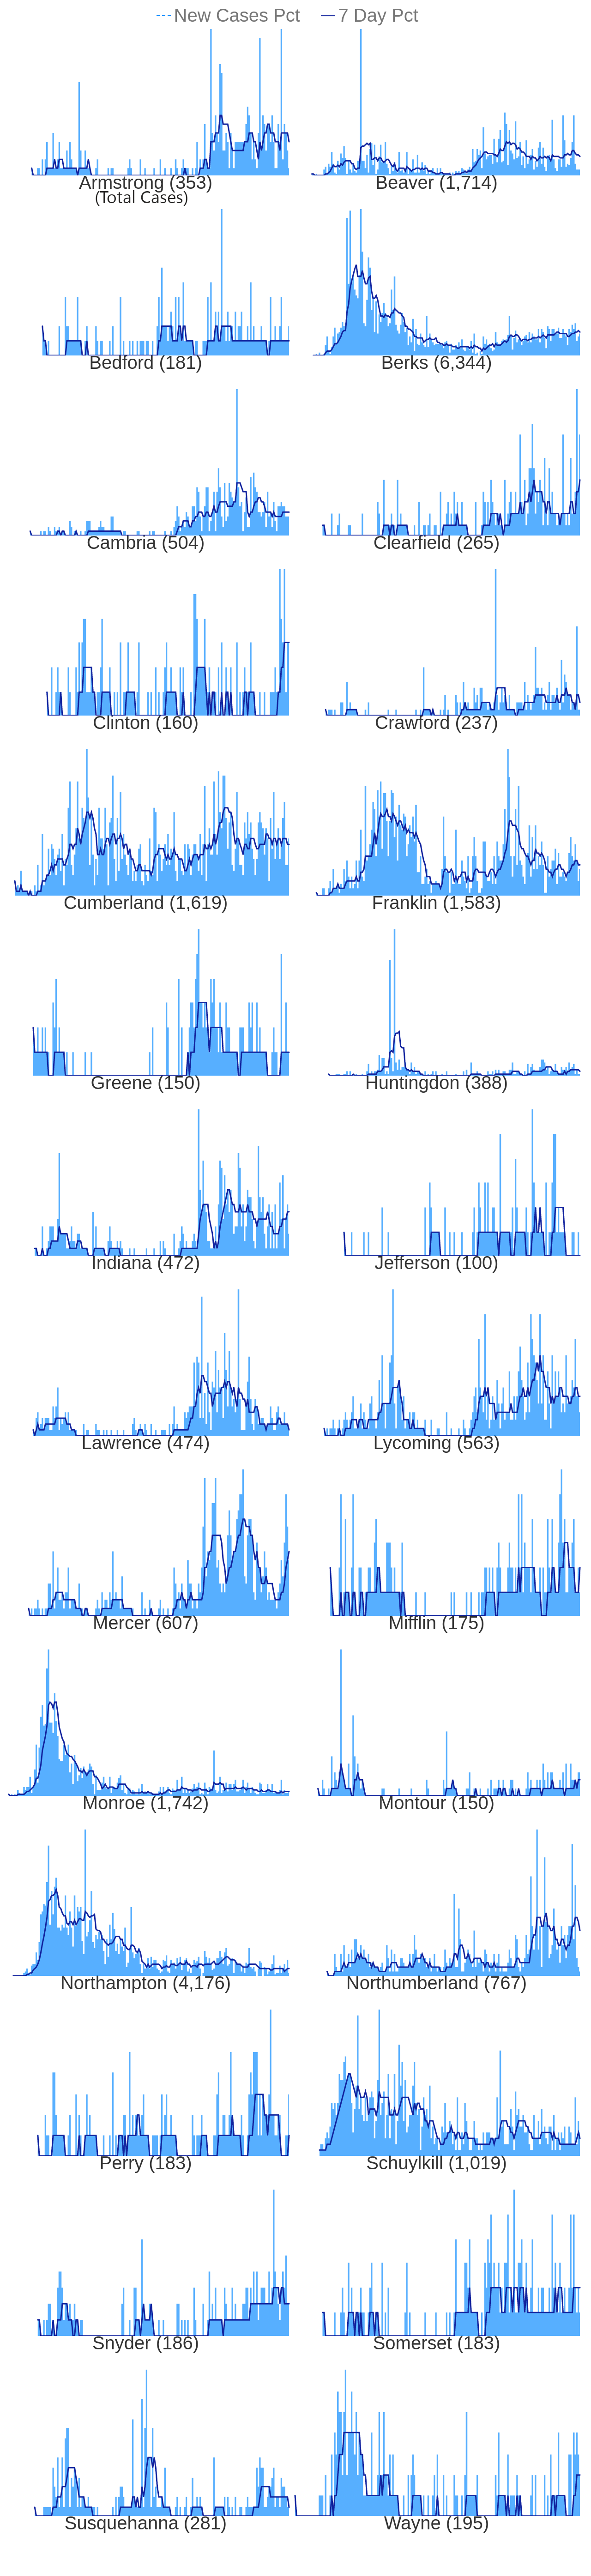 New Cases Pct 7 Day Pct
Armstrong (353) Beaver (1,714)
(Total Cases)
Bedford (181) Berks (6,344)
Cambria (504) Clearfield (265)
Clinton (160) Crawford (237)
Cumberland (1,619) Franklin (1,583)
Greene (150) Huntingdon (388)
Indiana (472) Jefferson (100)
Lawrence (474) Lycoming (563)
Mercer (607) Mifflin (175)
Monroe (1,742) Montour (150)
Northampton (4,176) Northumberland (767)
Perry (183) Schuylkill (1,019)
Snyder (186) Somerset (183)
Susquehanna (281) Wayne (195)